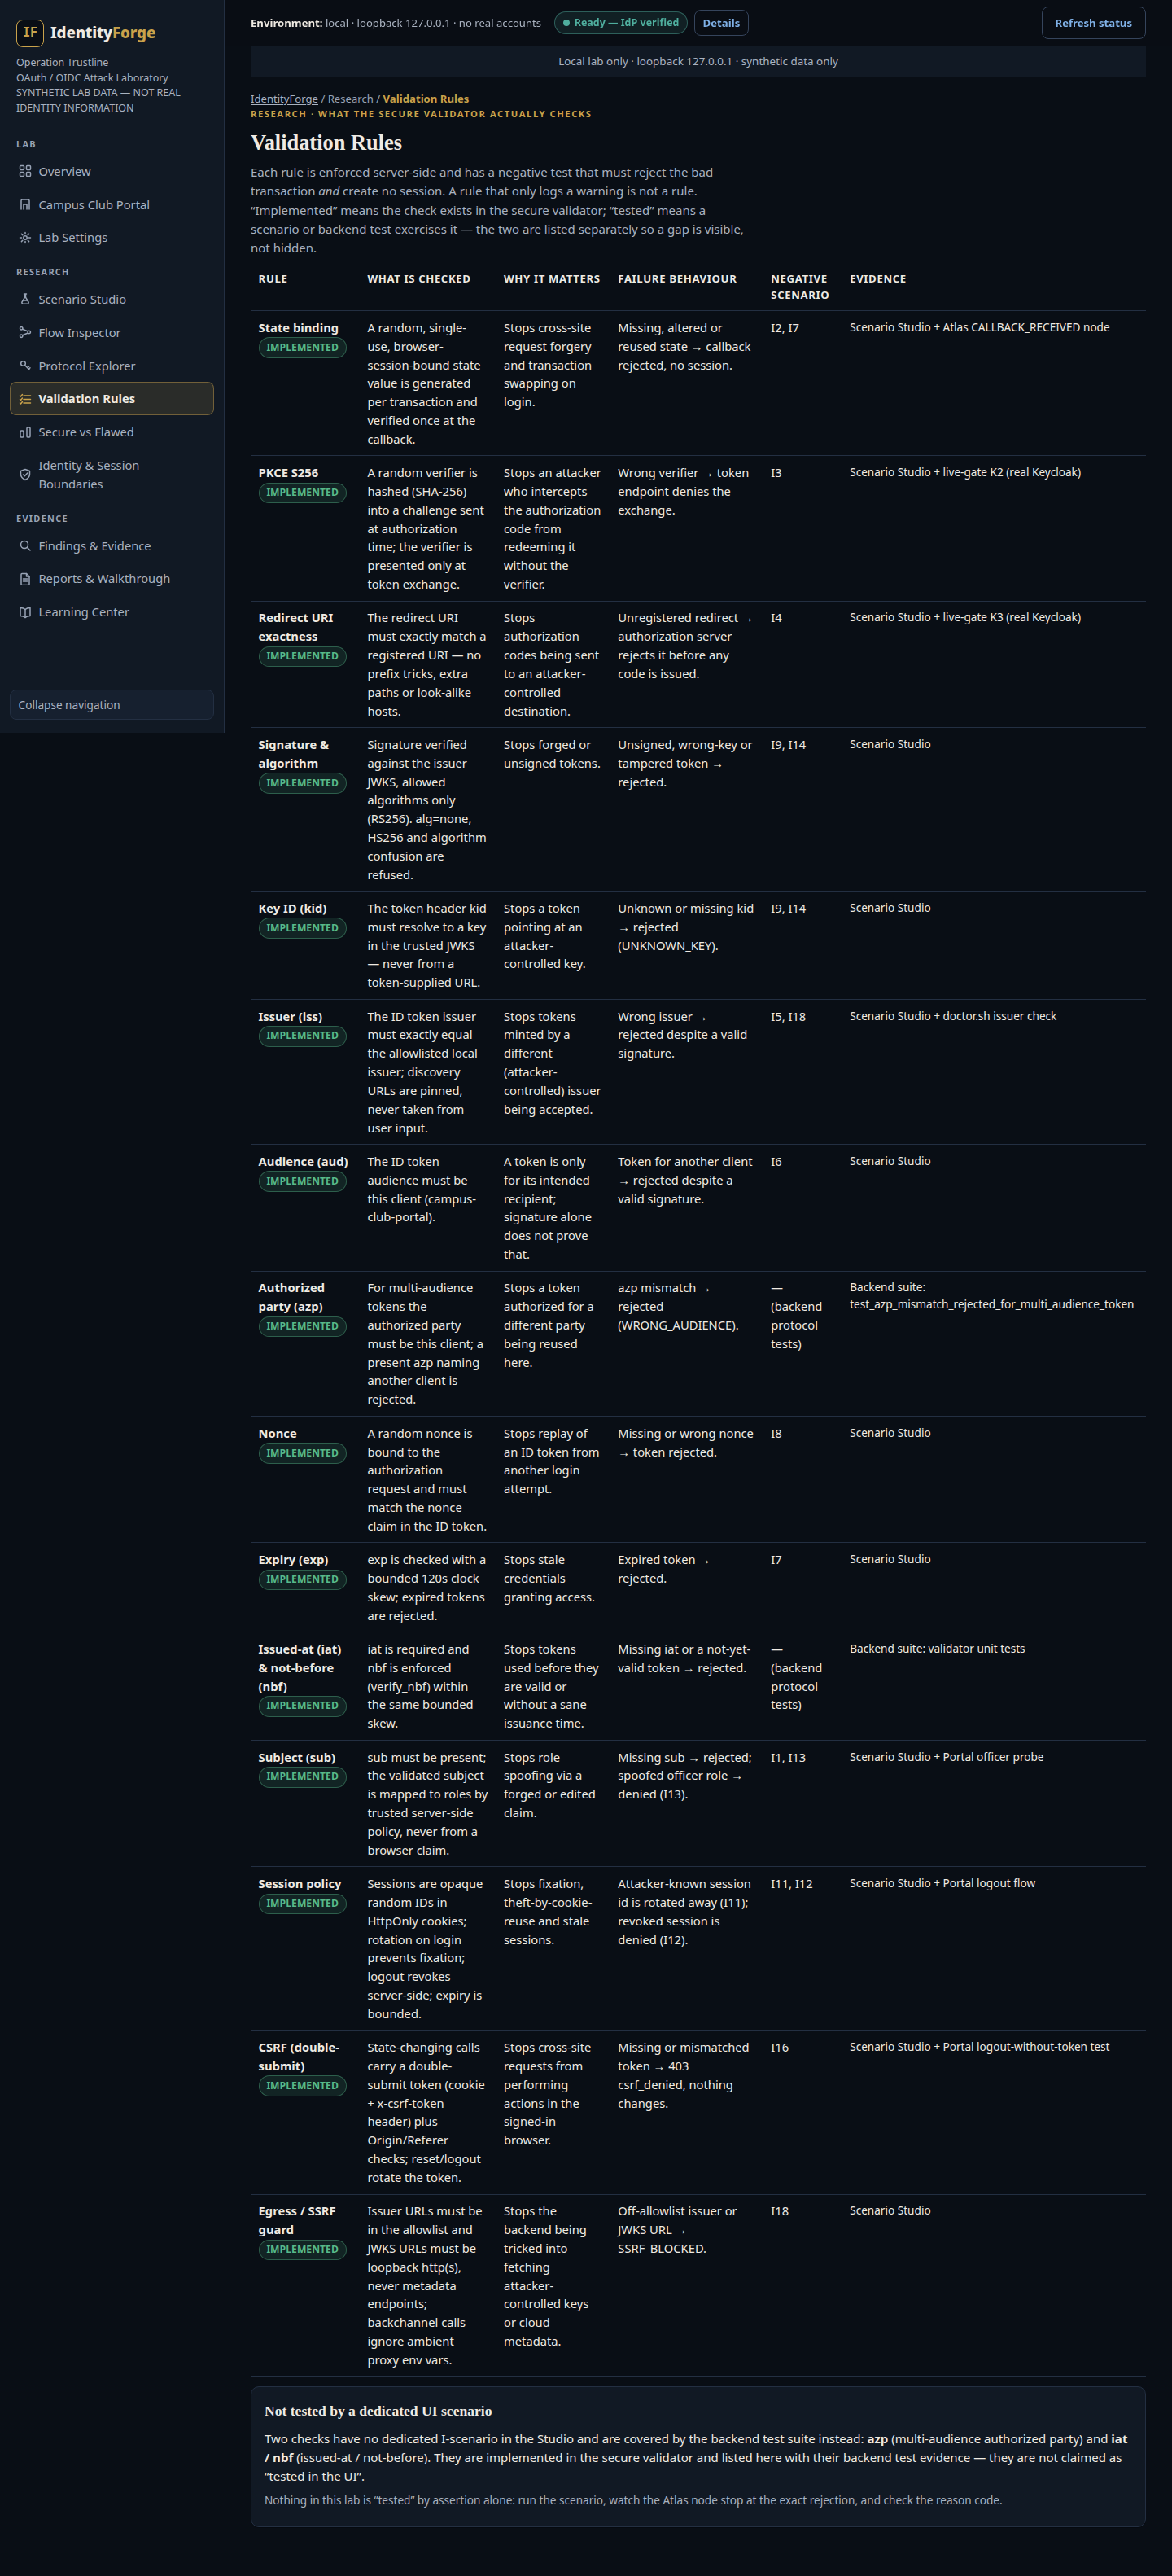 IF IdentityForge
Operation Trustline
OAuth / OIDC Attack Laboratory
SYNTHETIC LAB DATA — NOT REAL
IDENTITY INFORMATION
LAB
Overview
Campus Club Portal
Lab Settings
RESEARCH
Scenario Studio
Flow Inspector
Protocol Explorer
Validation Rules
Secure vs Flawed
Identity & Session
Boundaries
EVIDENCE
Findings & Evidence
Reports & Walkthrough
Learning Center
Collapse navigation
Environment: local · loopback 127.0.0.1 · no real accounts
Ready — IdP verified
Details
Refresh status
Local lab only · loopback 127.0.0.1 · synthetic data only
IdentityForge / Research / Validation Rules
RESEARCH · WHAT THE SECURE VALIDATOR ACTUALLY CHECKS
Validation Rules
Each rule is enforced server-side and has a negative test that must reject the bad
transaction and create no session. A rule that only logs a warning is not a rule.
“Implemented” means the check exists in the secure validator; “tested” means a
scenario or backend test exercises it — the two are listed separately so a gap is visible,
not hidden.
RULE
WHAT IS CHECKED
WHY IT MATTERS
FAILURE BEHAVIOUR
NEGATIVE
SCENARIO
EVIDENCE
State binding
IMPLEMENTED
A random, single-
use, browser-
session-bound state
value is generated
per transaction and
verified once at the
callback.
Stops cross-site
request forgery
and transaction
swapping on
login.
Missing, altered or
reused state → callback
rejected, no session.
I2, I7
Scenario Studio + Atlas CALLBACK_RECEIVED node
PKCE S256
IMPLEMENTED
A random verifier is
hashed (SHA-256)
into a challenge sent
at authorization
time; the verifier is
presented only at
token exchange.
Stops an attacker
who intercepts
the authorization
code from
redeeming it
without the
verifier.
Wrong verifier → token
endpoint denies the
exchange.
I3
Scenario Studio + live-gate K2 (real Keycloak)
Redirect URI
exactness
IMPLEMENTED
The redirect URI
must exactly match a
registered URI — no
prefix tricks, extra
paths or look-alike
hosts.
Stops
authorization
codes being sent
to an attacker-
controlled
destination.
Unregistered redirect →
authorization server
rejects it before any
code is issued.
I4
Scenario Studio + live-gate K3 (real Keycloak)
Signature &
algorithm
IMPLEMENTED
Signature verified
against the issuer
JWKS, allowed
algorithms only
(RS256). alg=none,
HS256 and algorithm
confusion are
refused.
Stops forged or
unsigned tokens.
Unsigned, wrong-key or
tampered token →
rejected.
I9, I14
Scenario Studio
Key ID (kid)
IMPLEMENTED
The token header kid
must resolve to a key
in the trusted JWKS
— never from a
token-supplied URL.
Stops a token
pointing at an
attacker-
controlled key.
Unknown or missing kid
→ rejected
(UNKNOWN_KEY).
I9, I14
Scenario Studio
Issuer (iss)
IMPLEMENTED
The ID token issuer
must exactly equal
the allowlisted local
issuer; discovery
URLs are pinned,
never taken from
user input.
Stops tokens
minted by a
different
(attacker-
controlled) issuer
being accepted.
Wrong issuer →
rejected despite a valid
signature.
I5, I18
Scenario Studio + doctor.sh issuer check
Audience (aud)
IMPLEMENTED
The ID token
audience must be
this client (campus-
club-portal).
A token is only
for its intended
recipient;
signature alone
does not prove
that.
Token for another client
→ rejected despite a
valid signature.
I6
Scenario Studio
Authorized
party (azp)
IMPLEMENTED
For multi-audience
tokens the
authorized party
must be this client; a
present azp naming
another client is
rejected.
Stops a token
authorized for a
different party
being reused
here.
azp mismatch →
rejected
(WRONG_AUDIENCE).
—
(backend
protocol
tests)
Backend suite:
test_azp_mismatch_rejected_for_multi_audience_token
Nonce
IMPLEMENTED
A random nonce is
bound to the
authorization
request and must
match the nonce
claim in the ID token.
Stops replay of
an ID token from
another login
attempt.
Missing or wrong nonce
→ token rejected.
I8
Scenario Studio
Expiry (exp)
IMPLEMENTED
exp is checked with a
bounded 120s clock
skew; expired tokens
are rejected.
Stops stale
credentials
granting access.
Expired token →
rejected.
I7
Scenario Studio
Issued-at (iat)
& not-before
(nbf)
IMPLEMENTED
iat is required and
nbf is enforced
(verify_nbf) within
the same bounded
skew.
Stops tokens
used before they
are valid or
without a sane
issuance time.
Missing iat or a not-yet-
valid token → rejected.
—
(backend
protocol
tests)
Backend suite: validator unit tests
Subject (sub)
IMPLEMENTED
sub must be present;
the validated subject
is mapped to roles by
trusted server-side
policy, never from a
browser claim.
Stops role
spoofing via a
forged or edited
claim.
Missing sub → rejected;
spoofed officer role →
denied (I13).
I1, I13
Scenario Studio + Portal officer probe
Session policy
IMPLEMENTED
Sessions are opaque
random IDs in
HttpOnly cookies;
rotation on login
prevents fixation;
logout revokes
server-side; expiry is
bounded.
Stops fixation,
theft-by-cookie-
reuse and stale
sessions.
Attacker-known session
id is rotated away (I11);
revoked session is
denied (I12).
I11, I12
Scenario Studio + Portal logout flow
CSRF (double-
submit)
IMPLEMENTED
State-changing calls
carry a double-
submit token (cookie
+ x-csrf-token
header) plus
Origin/Referer
checks; reset/logout
rotate the token.
Stops cross-site
requests from
performing
actions in the
signed-in
browser.
Missing or mismatched
token → 403
csrf_denied, nothing
changes.
I16
Scenario Studio + Portal logout-without-token test
Egress / SSRF
guard
IMPLEMENTED
Issuer URLs must be
in the allowlist and
JWKS URLs must be
loopback http(s),
never metadata
endpoints;
backchannel calls
ignore ambient
proxy env vars.
Stops the
backend being
tricked into
fetching
attacker-
controlled keys
or cloud
metadata.
Off-allowlist issuer or
JWKS URL →
SSRF_BLOCKED.
I18
Scenario Studio
Not tested by a dedicated UI scenario
Two checks have no dedicated I-scenario in the Studio and are covered by the backend test suite instead: azp (multi-audience authorized party) and iat
/ nbf (issued-at / not-before). They are implemented in the secure validator and listed here with their backend test evidence — they are not claimed as
“tested in the UI”.
Nothing in this lab is “tested” by assertion alone: run the scenario, watch the Atlas node stop at the exact rejection, and check the reason code.